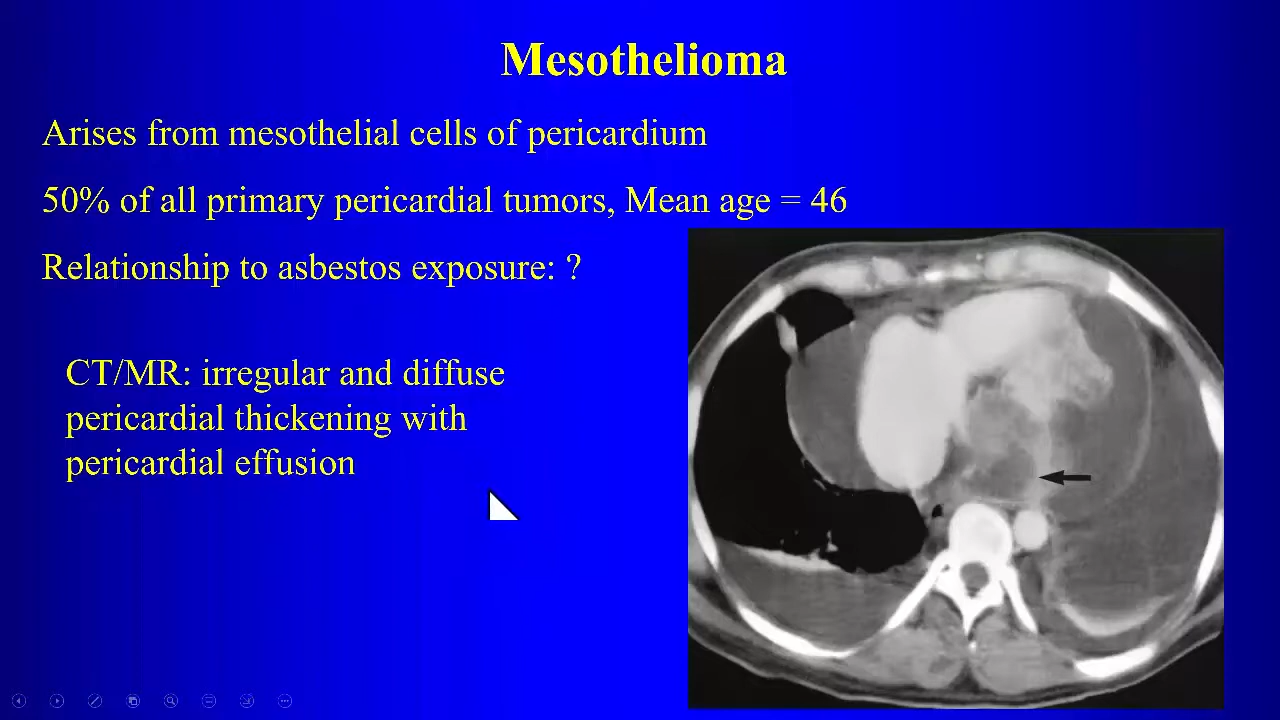 Mesothelioma
Arises from mesothelial cells of pericardium
50% of all primary pericardial tumors, Mean age = 46
Relationship to asbestos exposure: ?
CT/MR: irregular and diffuse
pericardial thickening with
pericardial effusion